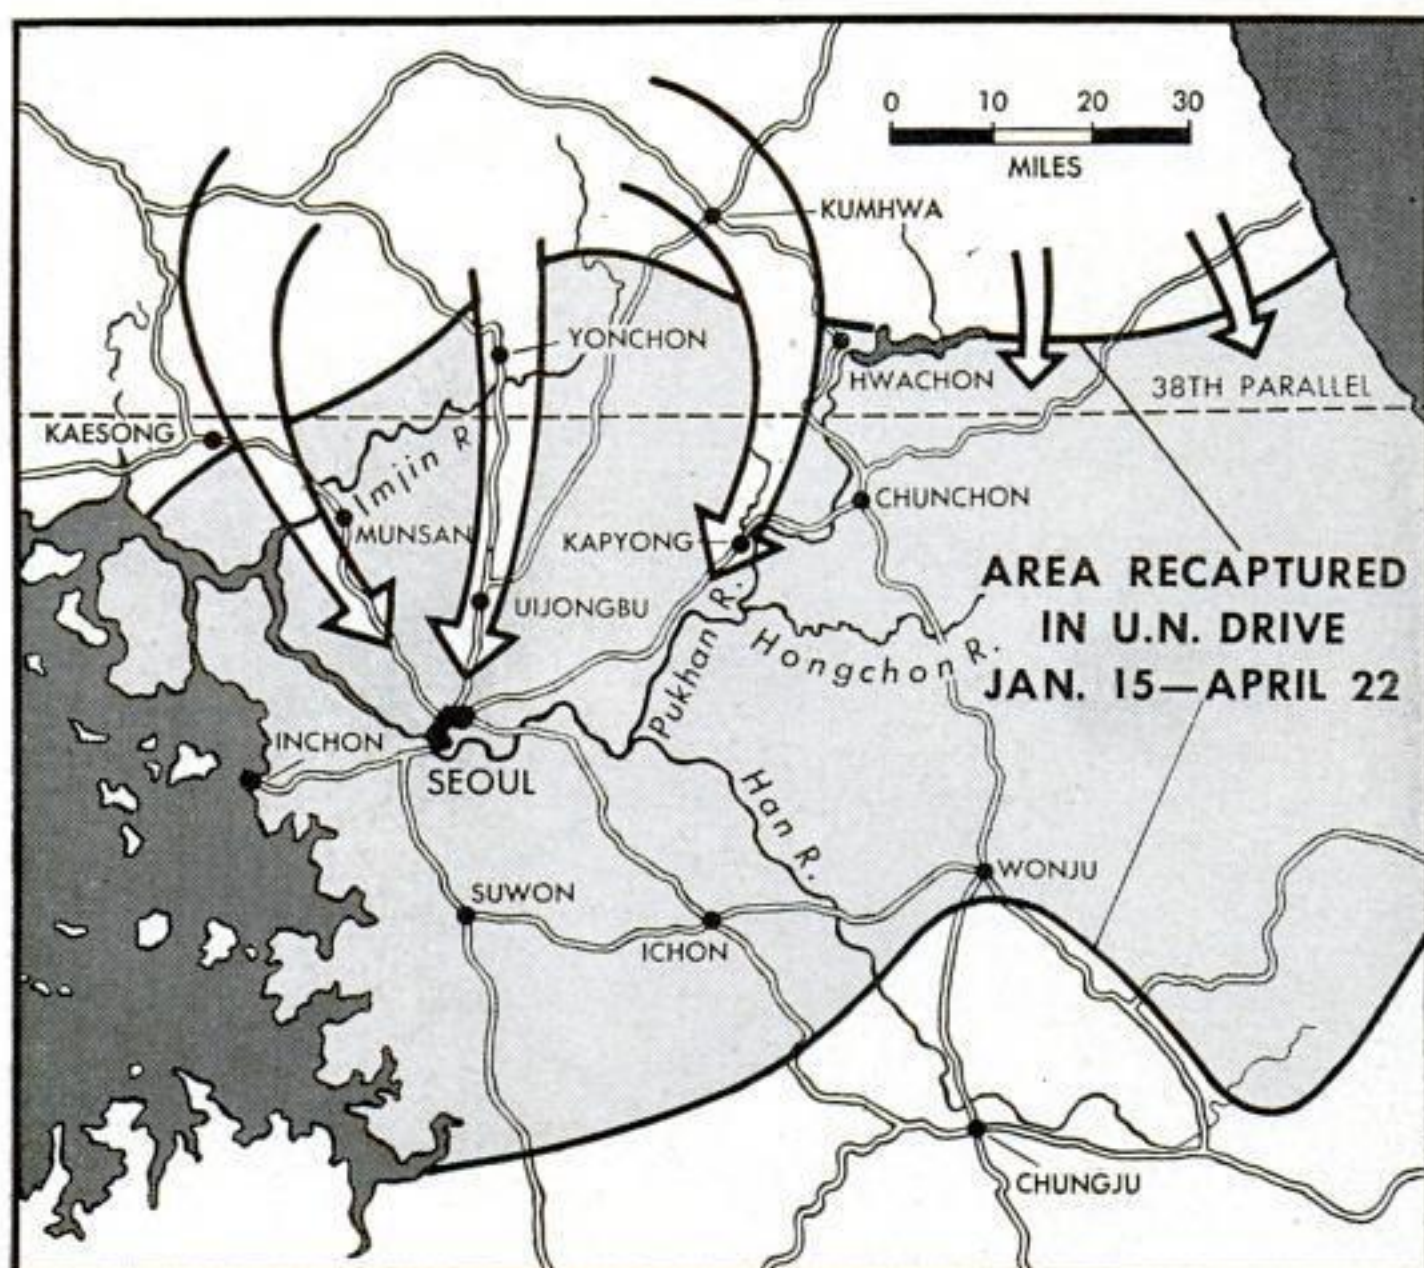 0 10 20 30
MILES
KUMHWA
YONCHON
HWACHON
38TH PARALLEL
KAESONG
Imjin R
MUNSAN
CHUNCHON
KAPYONG
UIJONGBU
AREA RECAPTURED
IN U.N. DRIVE
JAN. 15—APRIL 22
Pukhan R.
Hongchon R.
INCHON
SEOUL
Han R.
WONJU
SUWON
ICHON
CHUNGJU